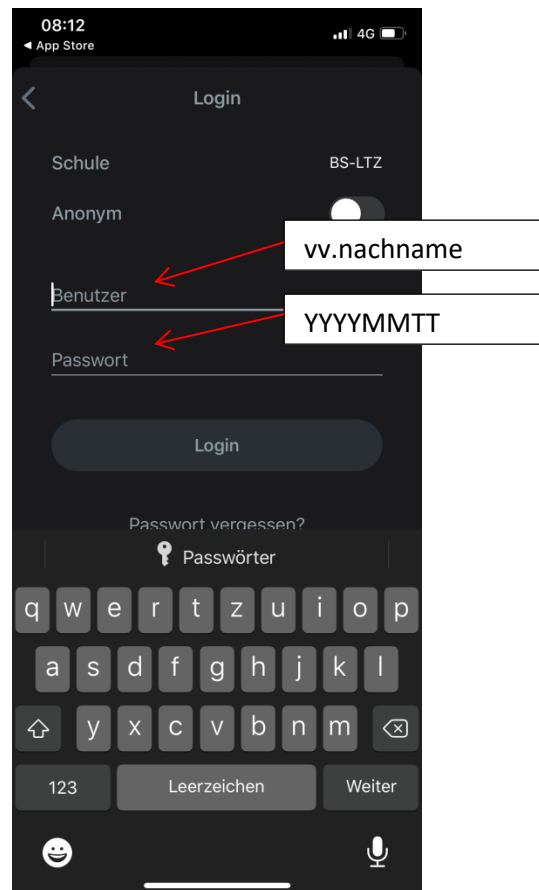 08:12
4G
App Store
Login
Schule BS-LTZ
Anonym
vv.nachname
Benutzer
YYYYMMTT
Passwort
Login
Passwort vergessen?
Passwörter
q w e r t z u i o p
a s d f g h j k l
y x c v b n m
123 Leerzeichen Weiter